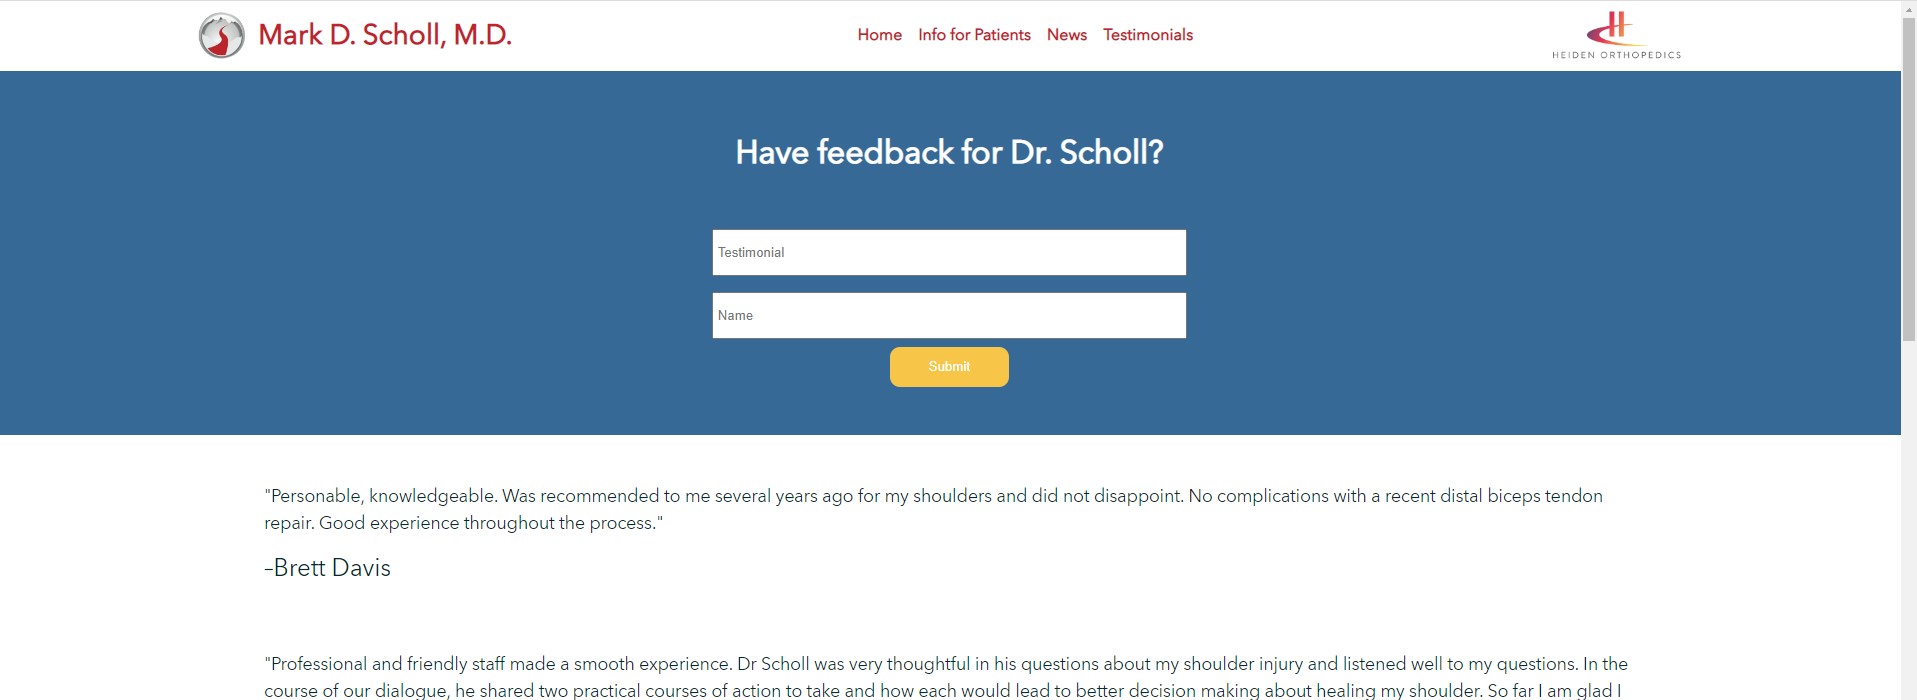 Mark D. Scholl, M.D.
Home Info for Patients News Testimonials
HEIDEN ORTHOPEDICS
Have feedback for Dr. Scholl?
Testimonial
Name
Submit
"Personable, knowledgeable. Was recommended to me several years ago for my shoulders and did not disappoint. No complications with a recent distal biceps tendon
repair. Good experience throughout the process."
-Brett Davis
"Professional and friendly staff made a smooth experience. Dr Scholl was very thoughtful in his questions about my shoulder injury and listened well to my questions. In the
course of our dialogue, he shared two practical courses of action to take and how each would lead to better decision making about healing my shoulder. So far I am glad I